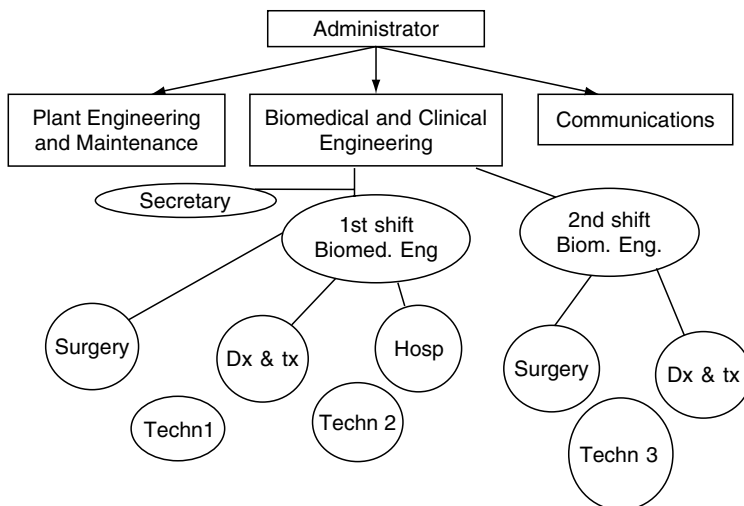 Administrator
Plant Engineering
and Maintenance
Biomedical and Clinical
Engineering
Communications
Secretary
1st shift
Biomed. Eng
2nd shift
Biom. Eng.
Surgery
Dx & tx
Hosp
Surgery
Dx & tx
Techn1
Techn 2
Techn 3